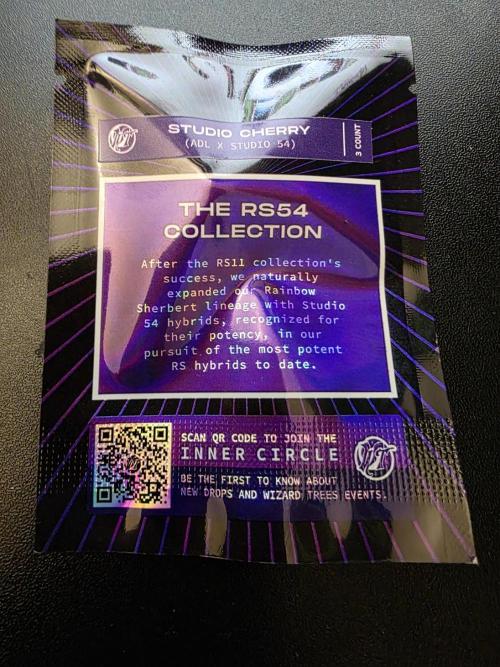 STUDIO CHERRY
(ADL X STUDIO 54)
3 COUNT
THE RS54
COLLECTION
After the RS11 collection's
success, we naturally
expanded our Rainbow
Sherbert lineage with Studio
54 hybrids, recognized for
their potency, in our
pursuit of the most potent
RS hybrids to date.
SCAN QR CODE TO JOIN THE
INNER CIRCLE
BE THE FIRST TO KNOW ABOUT
NEW DROPS AND WIZARD TREES EVENTS.